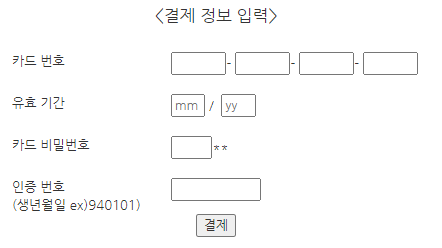 <결제 정보 입력>
카드 번호 - - -
유효 기간 mm / yy
카드 비밀번호 **
인증 번호
(생년월일 ex)940101)
결제